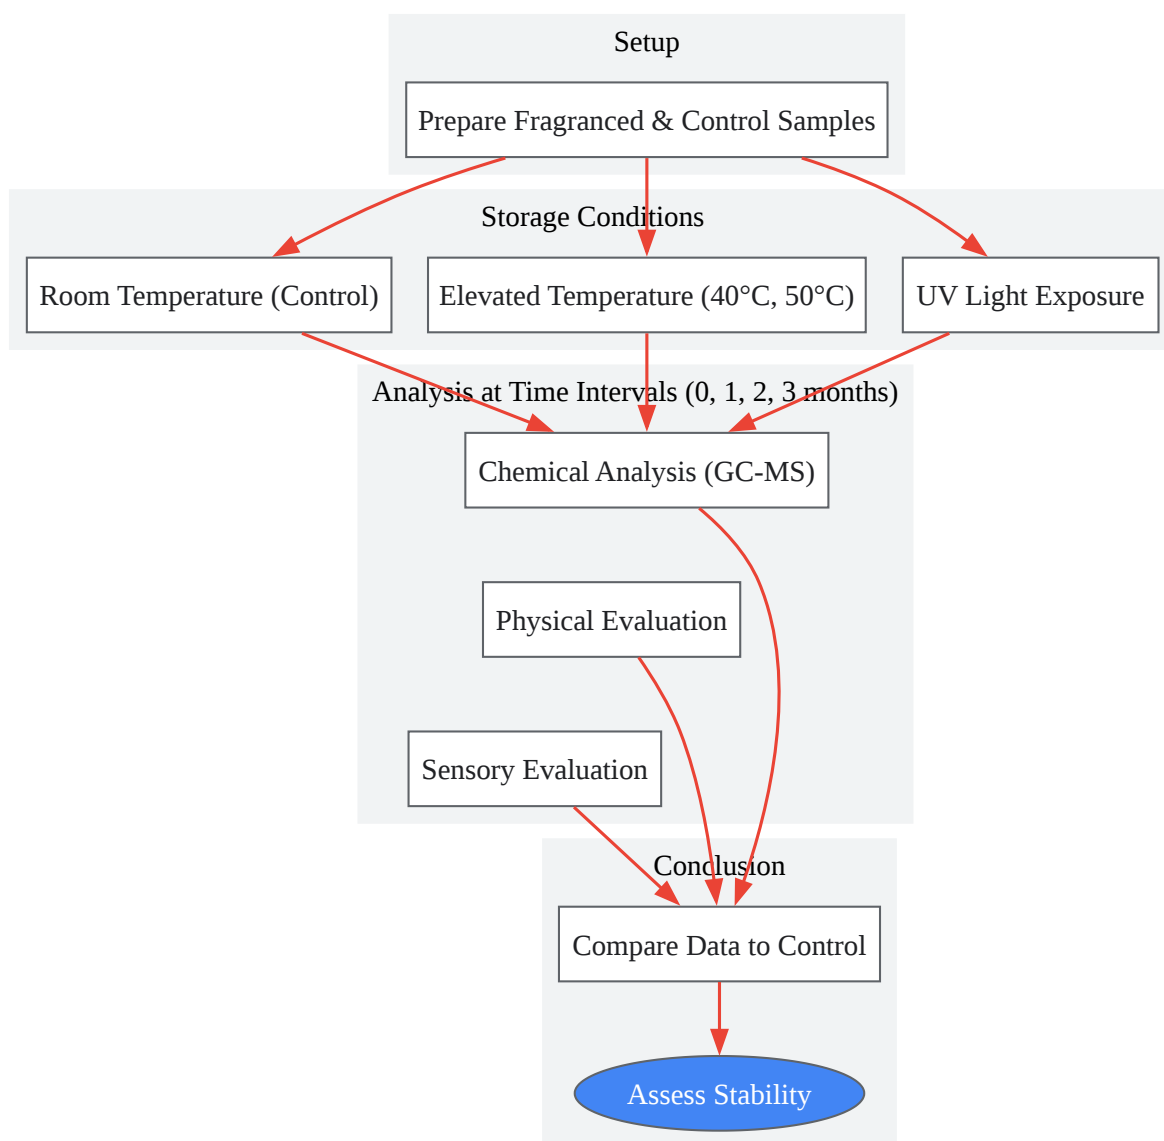 Setup
Prepare Fragranced & Control Samples
Storage Conditions
Room Temperature (Control)
Elevated Temperature (40°C, 50°C)
UV Light Exposure
Analysis at Time Intervals (0, 1, 2, 3 months)
Chemical Analysis (GC-MS)
Physical Evaluation
Sensory Evaluation
Conclusion
Compare Data to Control
Assess Stability